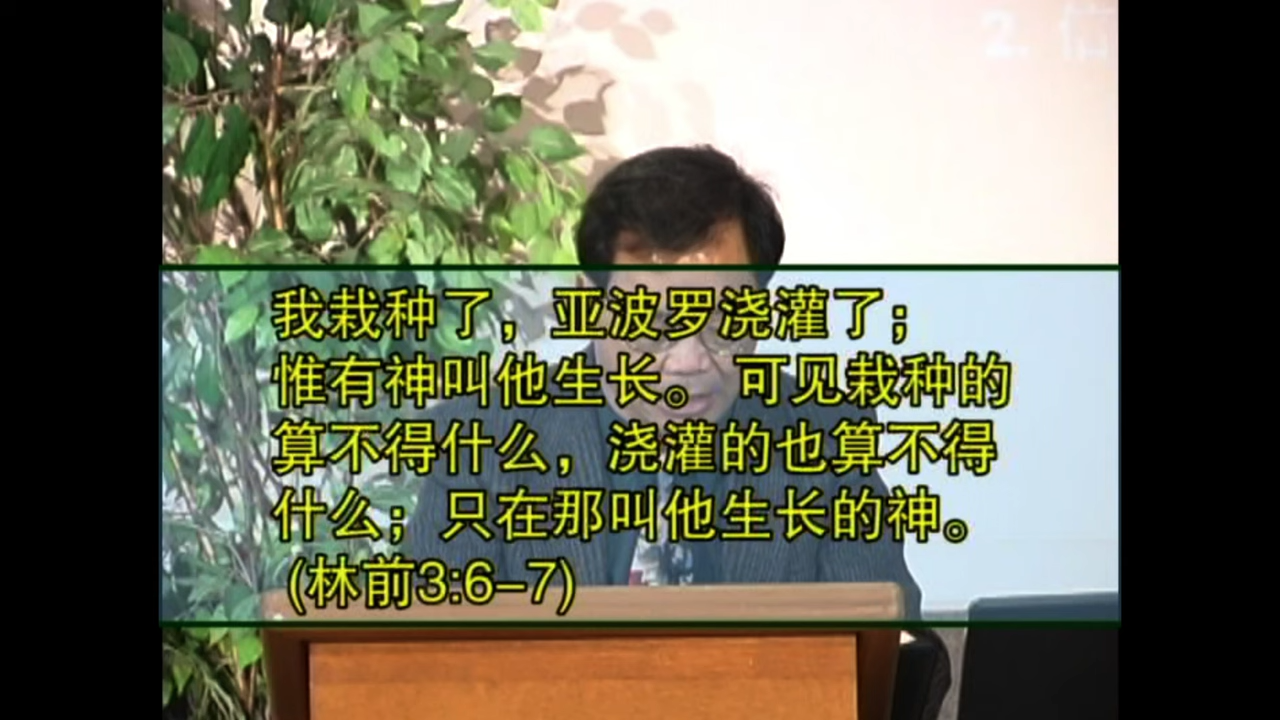 2. 信
我栽种了，亚波罗浇灌了；
惟有神叫他生长。 可见栽种的
算不得什么，浇灌的也算不得
什么；只在那叫他生长的神。
(林前3:6–7)